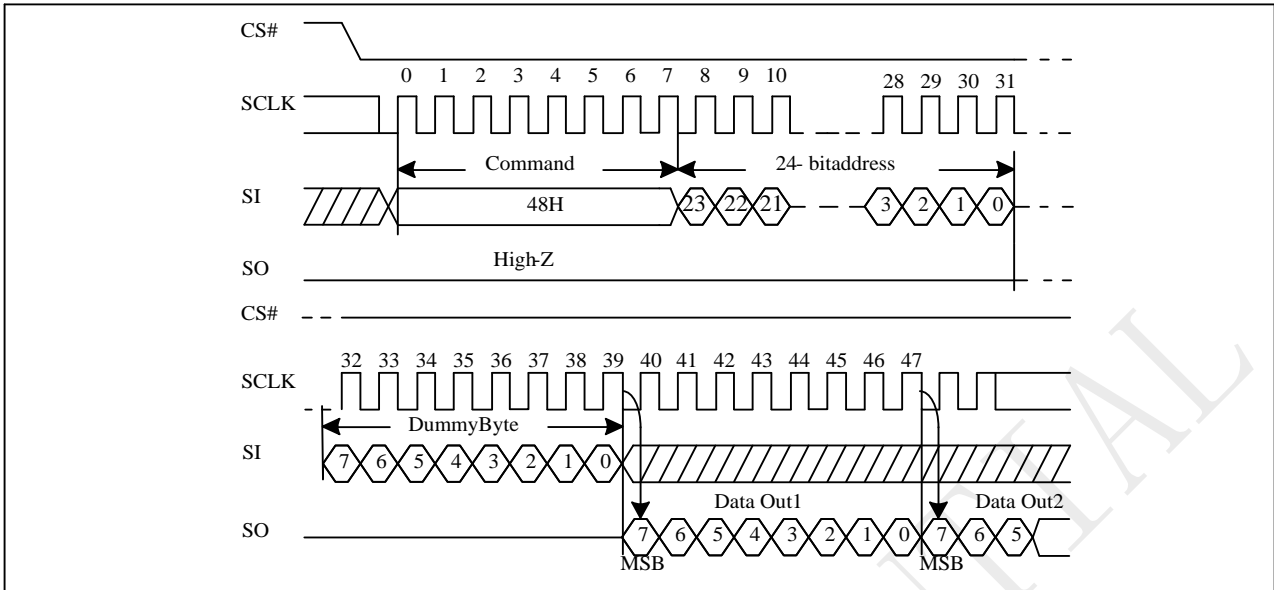 CS#
0 1 2 3 4 5 6 7 8 9 10 28 29 30 31
SCLK
Command 24- bitaddress
SI 48H 23 22 21 3 2 1 0
High-Z
SO
CS#
32 33 34 35 36 37 38 39 40 41 42 43 44 45 46 47
SCLK
DummyByte
SI 7 6 5 4 3 2 1 0
Data Out1 Data Out2
SO 7 6 5 4 3 2 1 0 7 6 5
MSB MSB